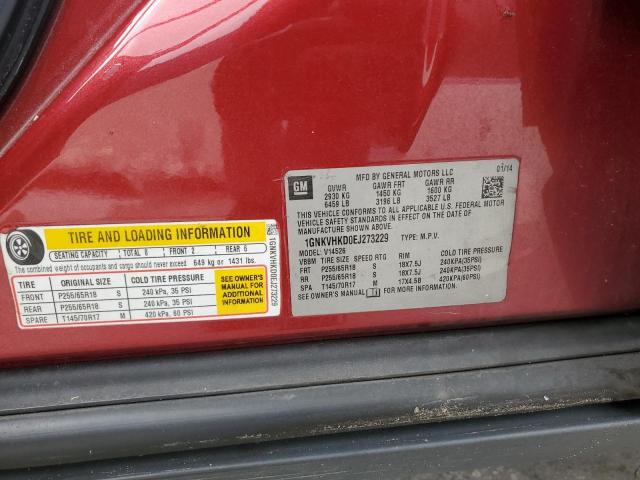 TIRE AND LOADING INFORMATION
SEATING CAPACITY TOTAL 8 FRONT 2 REAR 6
The combined weight of occupants and cargo should never exceed 649 kg or 1431 lbs.
TIRE ORIGINAL SIZE COLD TIRE PRESSURE
FRONT P255/65R18 S 240 kPa, 35 PSI
REAR P255/65R18 S 240 kPa, 35 PSI
SPARE T145/70R17 M 420 kPa, 60 PSI
SEE OWNER'S
MANUAL FOR
ADDITIONAL
INFORMATION
1GNKVHKD0EJ273229
GM
MFD BY GENERAL MOTORS LLC
01/14
GVWR GAWR FRT GAWR RR
2930 KG 1450 KG 1600 KG
6459 LB 3196 LB 3527 LB
THIS VEHICLE CONFORMS TO ALL APPLICABLE U.S. FEDERAL MOTOR
VEHICLE SAFETY STANDARDS IN EFFECT ON THE DATE OF
MANUFACTURE SHOWN ABOVE.
1GNKVHKD0EJ273229 TYPE: M.P.V.
MODEL: V14526
VBBM TIRE SIZE SPEED RTG RIM COLD TIRE PRESSURE
FRT P255/65R18 S 18X7.5J 240KPA(35PSI)
RR P255/65R18 S 18X7.5J 240KPA(35PSI)
SPA T145/70R17 M 17X4.5B 420KPA(60PSI)
SEE OWNER'S MANUAL FOR MORE INFORMATION.